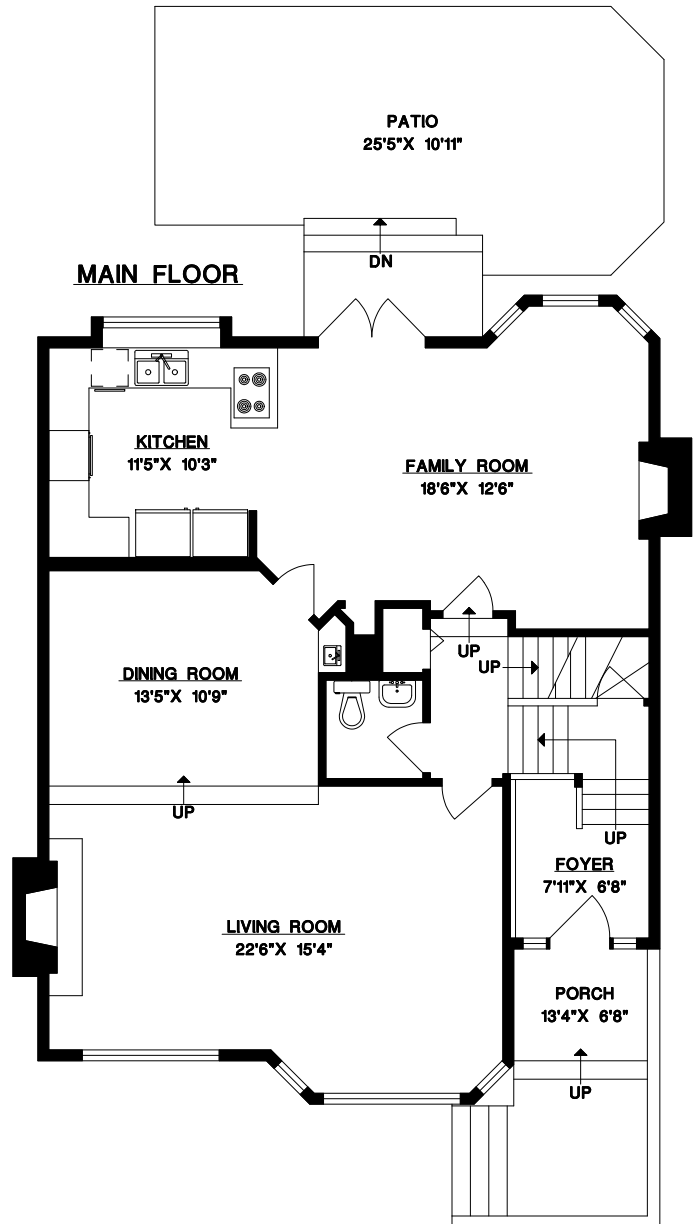 PATIO
25'5"X 10'11"
DN
MAIN FLOOR
KITCHEN
11'5"X 10'3"
FAMILY ROOM
18'6"X 12'6"
UP
UP
DINING ROOM
13'5"X 10'9"
UP
UP
FOYER
7'11"X 6'8"
LIVING ROOM
22'6"X 15'4"
PORCH
13'4"X 6'8"
UP